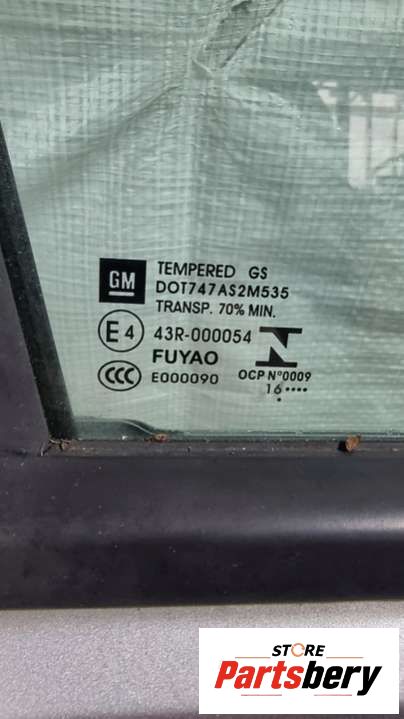 GM
TEMPERED GS
DOT747AS2M535
TRANSP. 70% MIN.
E4 43R-000054
FUYAO
CCC E000090
OCP Nº0009
16 ••••
•
STORE
Partsbery